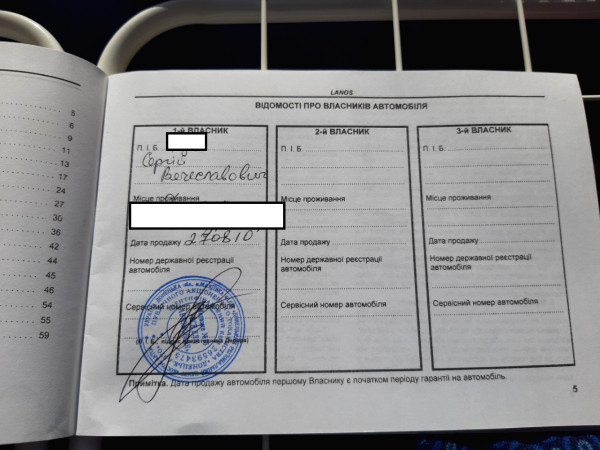 5
6
9
11
13
17
24
27
30
36
42
44
45
46
54
55
59
LANOS
ВІДОМОСТІ ПРО ВЛАСНИКІВ АВТОМОБІЛЯ
1-й ВЛАСНИК
П. І. Б.
Сергій
Вячеславович
Місце проживання
Дата продажу 270810
Номер державної реєстрації
автомобіля
Сервісний номер автомобіля
2-й ВЛАСНИК
П. І. Б.
Місце проживання
Дата продажу
Номер державної реєстрації
автомобіля
Сервісний номер автомобіля
3-й ВЛАСНИК
П. І. Б.
Місце проживання
Дата продажу
Номер державної реєстрації
автомобіля
Сервісний номер автомобіля
Примітка. Дата продажу автомобіля першому Власнику є початком періоду гарантії на автомобіль.
5